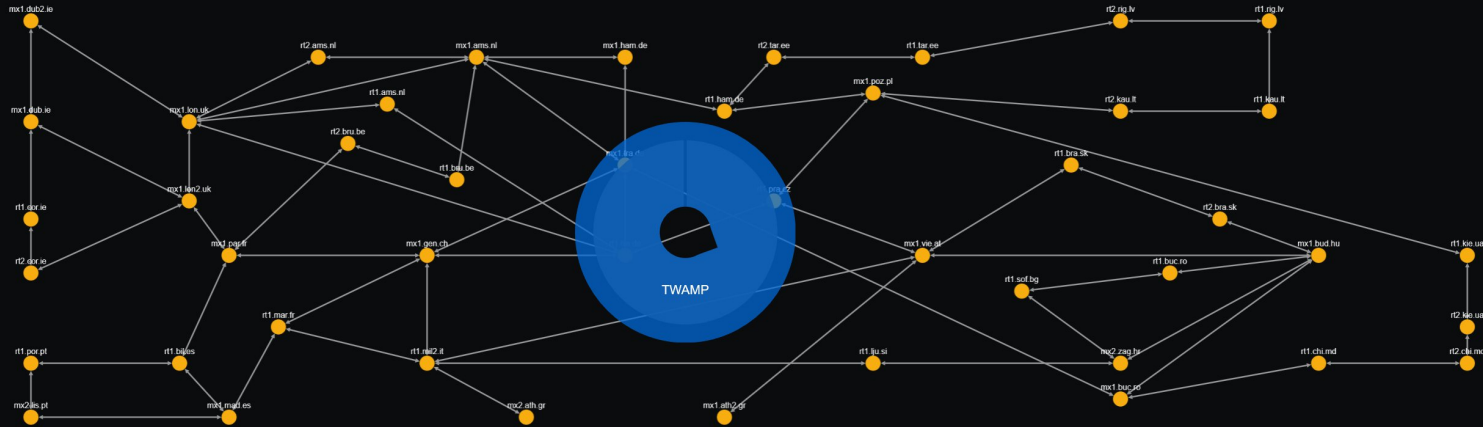 mx1.dub2.ie
rt2.rig.lv
rt1.rig.lv
rt2.ams.nl
mx1.ams.nl
mx1.ham.de
rt2.tar.ee
rt1.tar.ee
mx1.poz.pl
rt1.ams.nl
mx1.dub.ie
mx1.lon.uk
rt1.ham.de
rt2.kau.lt
rt1.kau.lt
rt2.bru.be
rt1.bra.sk
rt1.bru.be
mx1.lon2.uk
rt1.cor.ie
rt2.bra.sk
mx1.par.fr
mx1.gen.ch
mx1.vie.at
mx1.bud.hu
rt1.kie.ua
rt2.cor.ie
rt1.buc.ro
rt1.sof.bg
TWAMP
rt1.mar.fr
rt2.kie.ua
rt1.por.pt
rt1.bil.es
rt1.mil2.it
rt1.lju.si
mx2.zag.hr
rt1.chi.md
mx1.buc.ro
mx2.lis.pt
mx1.mad.es
mx2.ath.gr
mx1.ath2.gr